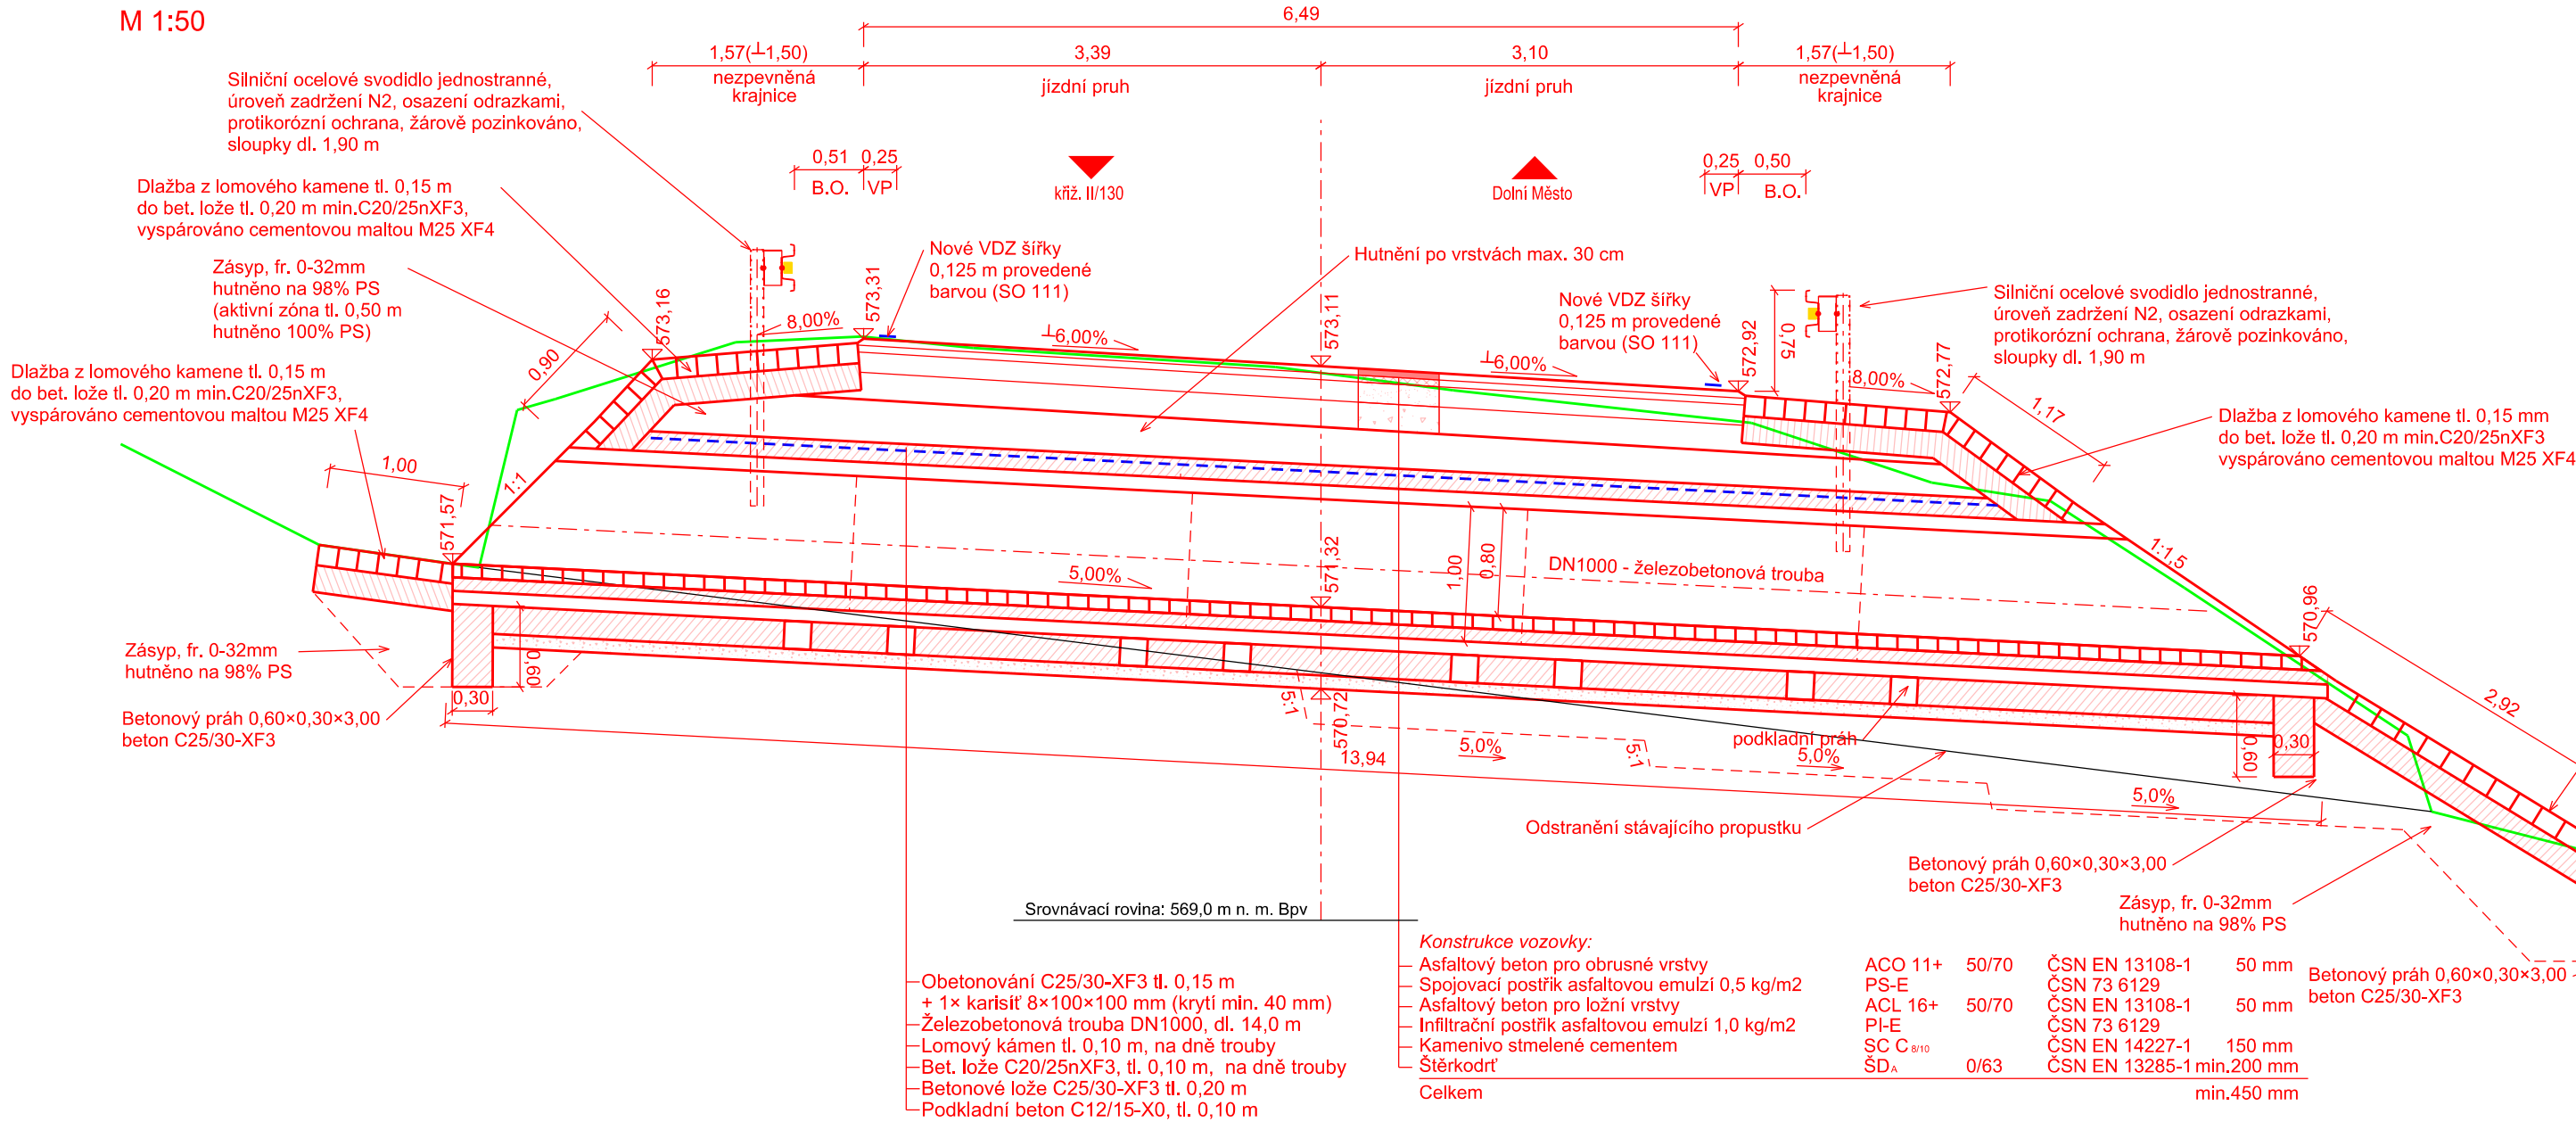 M 1:50
6,49
1,57(┴1,50)
3,39
3,10
1,57(┴1,50)
nezpevněná
krajnice
jízdní pruh
jízdní pruh
nezpevněná
krajnice
Silniční ocelové svodidlo jednostranné,
úroveň zadržení N2, osazení odrazkami,
protikorózní ochrana, žárově pozinkováno,
sloupky dl. 1,90 m
0,51 0,25
B.O. VP
křiž. II/130
Dolní Město
0,25 0,50
VP B.O.
Dlažba z lomového kamene tl. 0,15 m
do bet. lože tl. 0,20 m min.C20/25nXF3,
vyspárováno cementovou maltou M25 XF4
Zásyp, fr. 0-32mm
hutněno na 98% PS
(aktivní zóna tl. 0,50 m
hutněno 100% PS)
Nové VDZ šířky
0,125 m provedené
barvou (SO 111)
Hutnění po vrstvách max. 30 cm
Nové VDZ šířky
0,125 m provedené
barvou (SO 111)
Silniční ocelové svodidlo jednostranné,
úroveň zadržení N2, osazení odrazkami,
protikorózní ochrana, žárově pozinkováno,
sloupky dl. 1,90 m
573,16
8,00%
573,31
┴6,00%
573,11
┴6,00%
572,92
0,75
8,00%
572,77
0,90
1,17
Dlažba z lomového kamene tl. 0,15 m
do bet. lože tl. 0,20 m min.C20/25nXF3,
vyspárováno cementovou maltou M25 XF4
Dlažba z lomového kamene tl. 0,15 mm
do bet. lože tl. 0,20 m min.C20/25nXF3
vyspárováno cementovou maltou M25 XF4
1,00
1:1
571,57
5,00%
571,32
1,00
0,80
DN1000 - železobetonová trouba
1:1,5
570,96
2,92
Zásyp, fr. 0-32mm
hutněno na 98% PS
0,60
0,30
Betonový práh 0,60×0,30×3,00
beton C25/30-XF3
5:1
570,72
13,94
5,0%
5:1
podkladní práh
5,0%
0,60
0,30
5,0%
Odstranění stávajícího propustku
Betonový práh 0,60×0,30×3,00
beton C25/30-XF3
Zásyp, fr. 0-32mm
hutněno na 98% PS
Srovnávací rovina: 569,0 m n. m. Bpv
Obetonování C25/30-XF3 tl. 0,15 m
+ 1× karisíť 8×100×100 mm (krytí min. 40 mm)
Železobetonová trouba DN1000, dl. 14,0 m
Lomový kámen tl. 0,10 m, na dně trouby
Bet. lože C20/25nXF3, tl. 0,10 m, na dně trouby
Betonové lože C25/30-XF3 tl. 0,20 m
Podkladní beton C12/15-X0, tl. 0,10 m
Konstrukce vozovky:
Asfaltový beton pro obrusné vrstvy ACO 11+ 50/70 ČSN EN 13108-1 50 mm
Spojovací postřik asfaltovou emulzí 0,5 kg/m2 PS-E ČSN 73 6129
Asfaltový beton pro ložní vrstvy ACL 16+ 50/70 ČSN EN 13108-1 50 mm
Infiltrační postřik asfaltovou emulzí 1,0 kg/m2 PI-E ČSN 73 6129
Kamenivo stmelené cementem SC C 8/10 ČSN EN 14227-1 150 mm
Štěrkodrť ŠDA 0/63 ČSN EN 13285-1 min.200 mm
Celkem min.450 mm
Betonový práh 0,60×0,30×3,00
beton C25/30-XF3